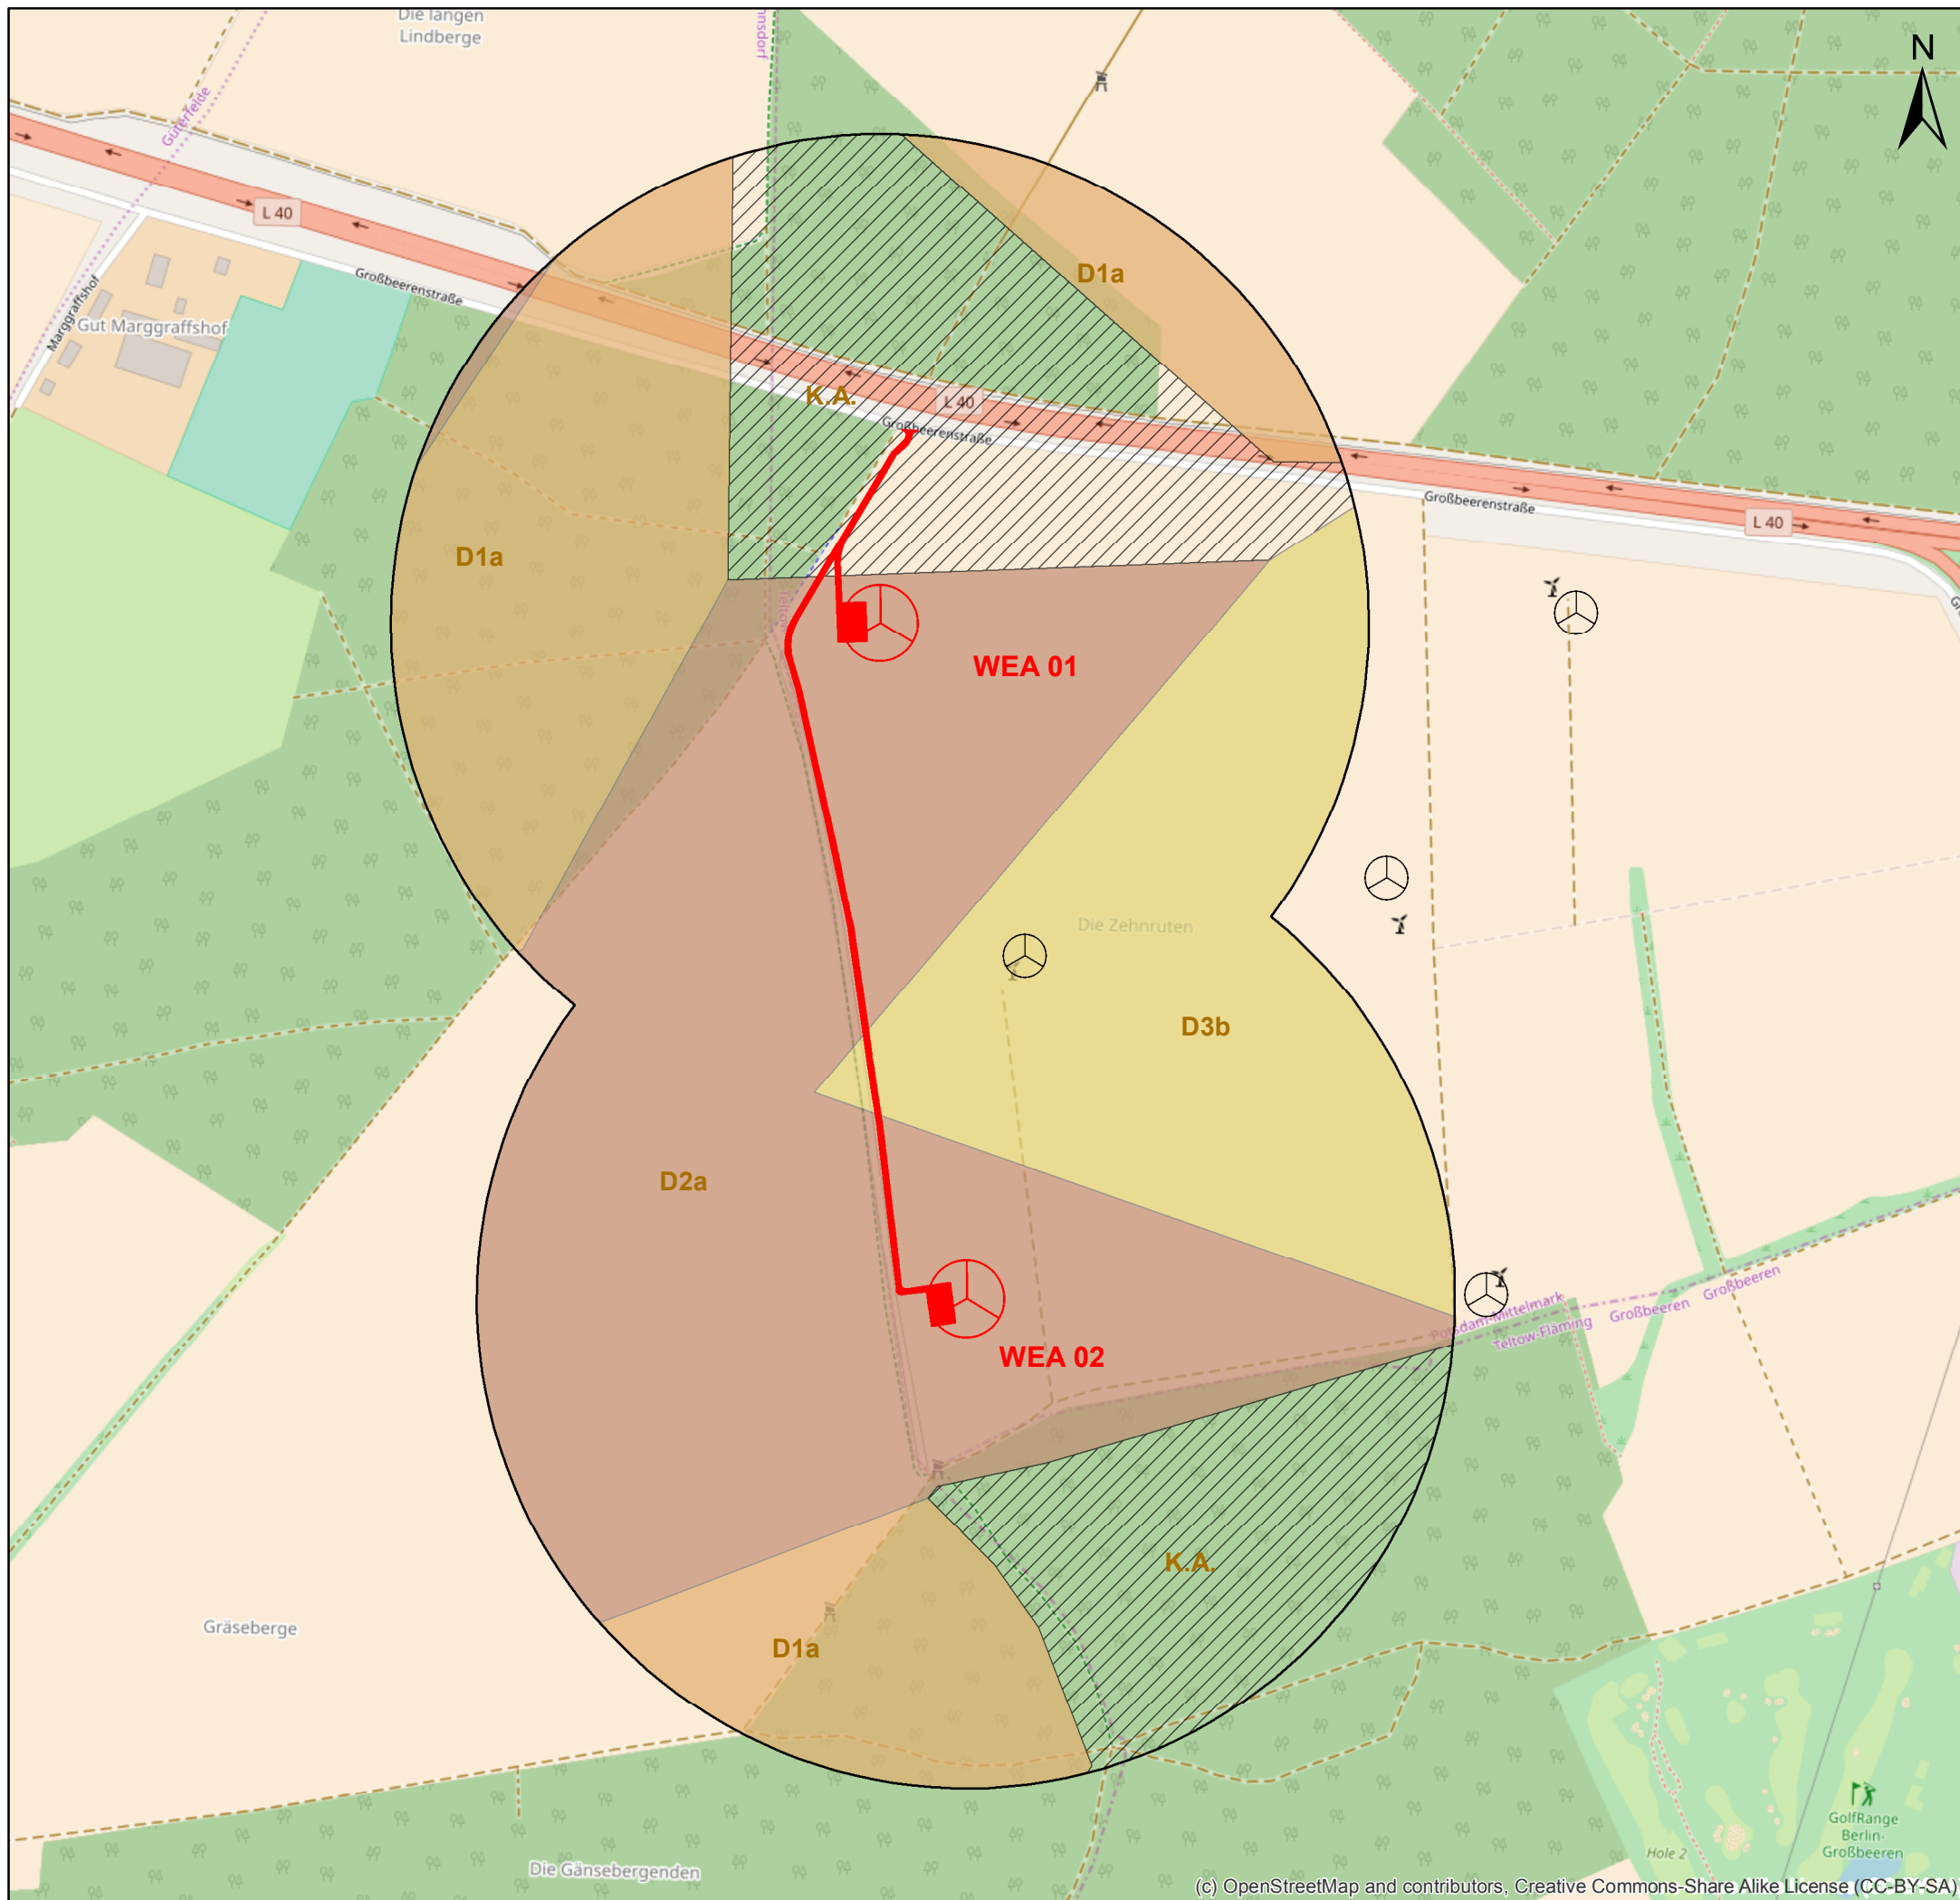 Die langen
Lindberge
nnsdorf
N
Güterfelde
L 40
D1a
Großbeerenstraße
Marggraffshof
Gut Marggraffshof
K.A.
L 40
Großbeerenstraße
Großbeerenstraße
L 40
D1a
Teltow
WEA 01
Die Zehnruten
D3b
D2a
Großbeeren
Großbeeren
Potsdam-Mittelmark
Teltow-Fläming
WEA 02
K.A.
Gräseberge
D1a
GolfRange
Berlin-
Großbeeren
Hole 2
Die Gänsebergenden
(c) OpenStreetMap and contributors, Creative Commons-Share Alike License (CC-BY-SA)